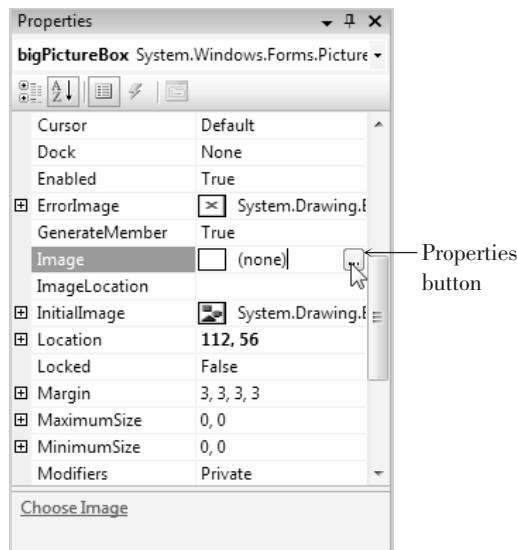 Properties
bigPictureBox System.Windows.Forms.Picture
Cursor Default
Dock None
Enabled True
ErrorImage System.Drawing.B
GenerateMember True
Image (none) ...
ImageLocation
InitialImage System.Drawing.B
Location 112, 56
Locked False
Margin 3, 3, 3, 3
MaximumSize 0, 0
MinimumSize 0, 0
Modifiers Private
Choose Image
Properties
button